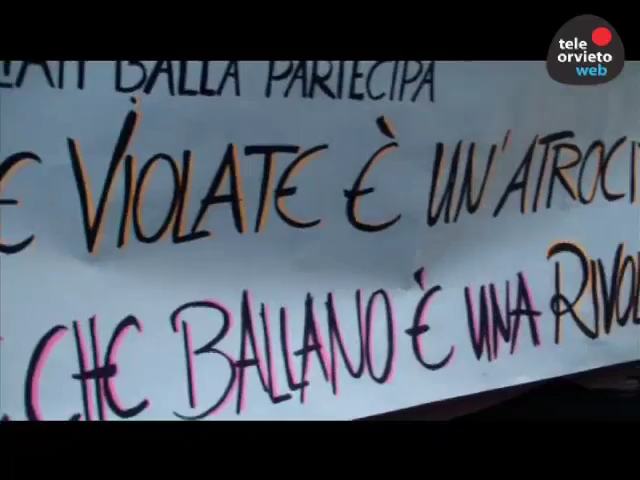 tele
orvieto
web
BALLA PARTECIPA
E VIOLATE È UN'ATROCI
CHE BALLANO È UNA RIVOL